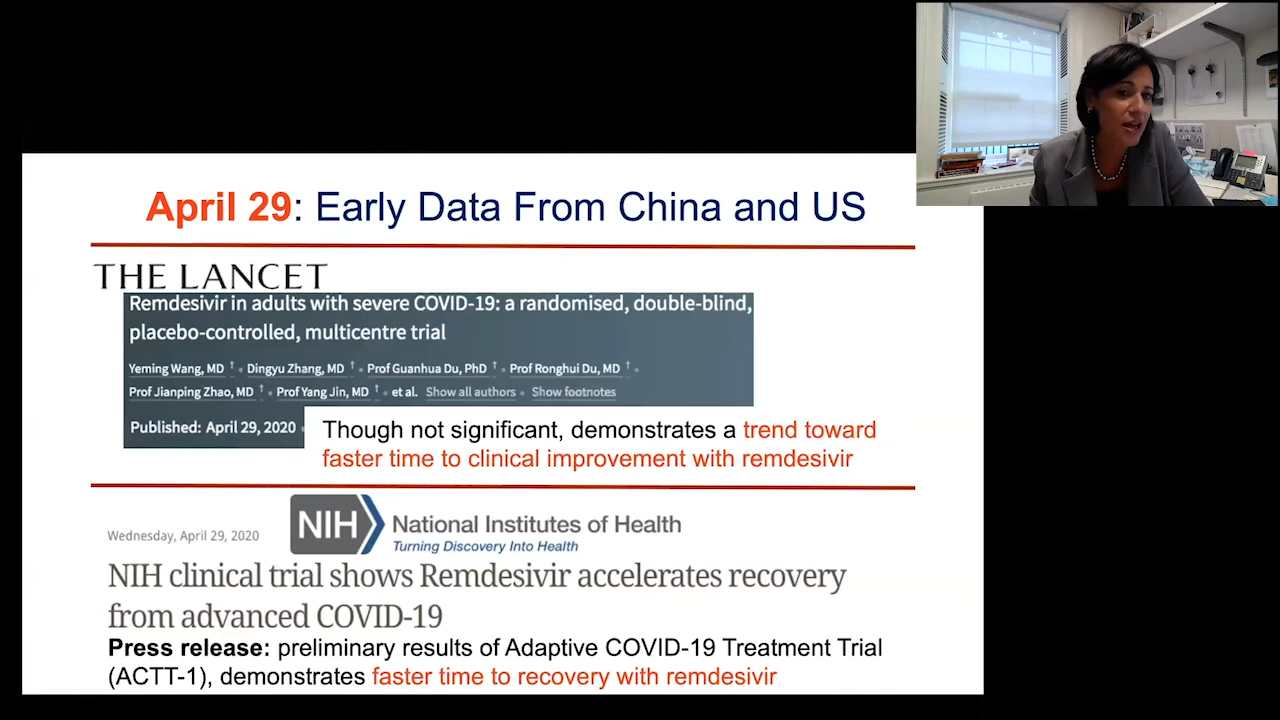 April 29: Early Data From China and US
THE LANCET
Remdesivir in adults with severe COVID-19: a randomised, double-blind,
placebo-controlled, multicentre trial
Yeming Wang, MD † • Dingyu Zhang, MD † • Prof Guanhua Du, PhD † • Prof Ronghui Du, MD † •
Prof Jianping Zhao, MD † • Prof Yang Jin, MD † • et al. Show all authors • Show footnotes
Published: April 29, 2020 •
Though not significant, demonstrates a trend toward
faster time to clinical improvement with remdesivir
Wednesday, April 29, 2020
NIH National Institutes of Health
Turning Discovery Into Health
NIH clinical trial shows Remdesivir accelerates recovery
from advanced COVID-19
Press release: preliminary results of Adaptive COVID-19 Treatment Trial
(ACTT-1), demonstrates faster time to recovery with remdesivir